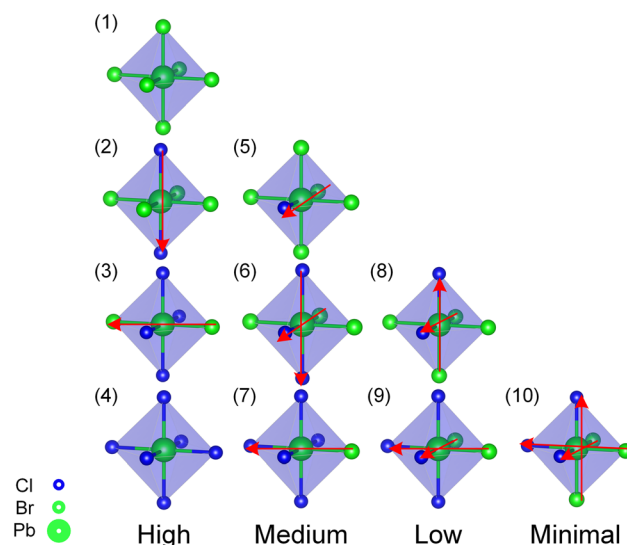 (1)
(2)
(5)
(3)
(6)
(8)
(4)
(7)
(9)
(10)
Cl
Br
Pb
High Medium Low Minimal